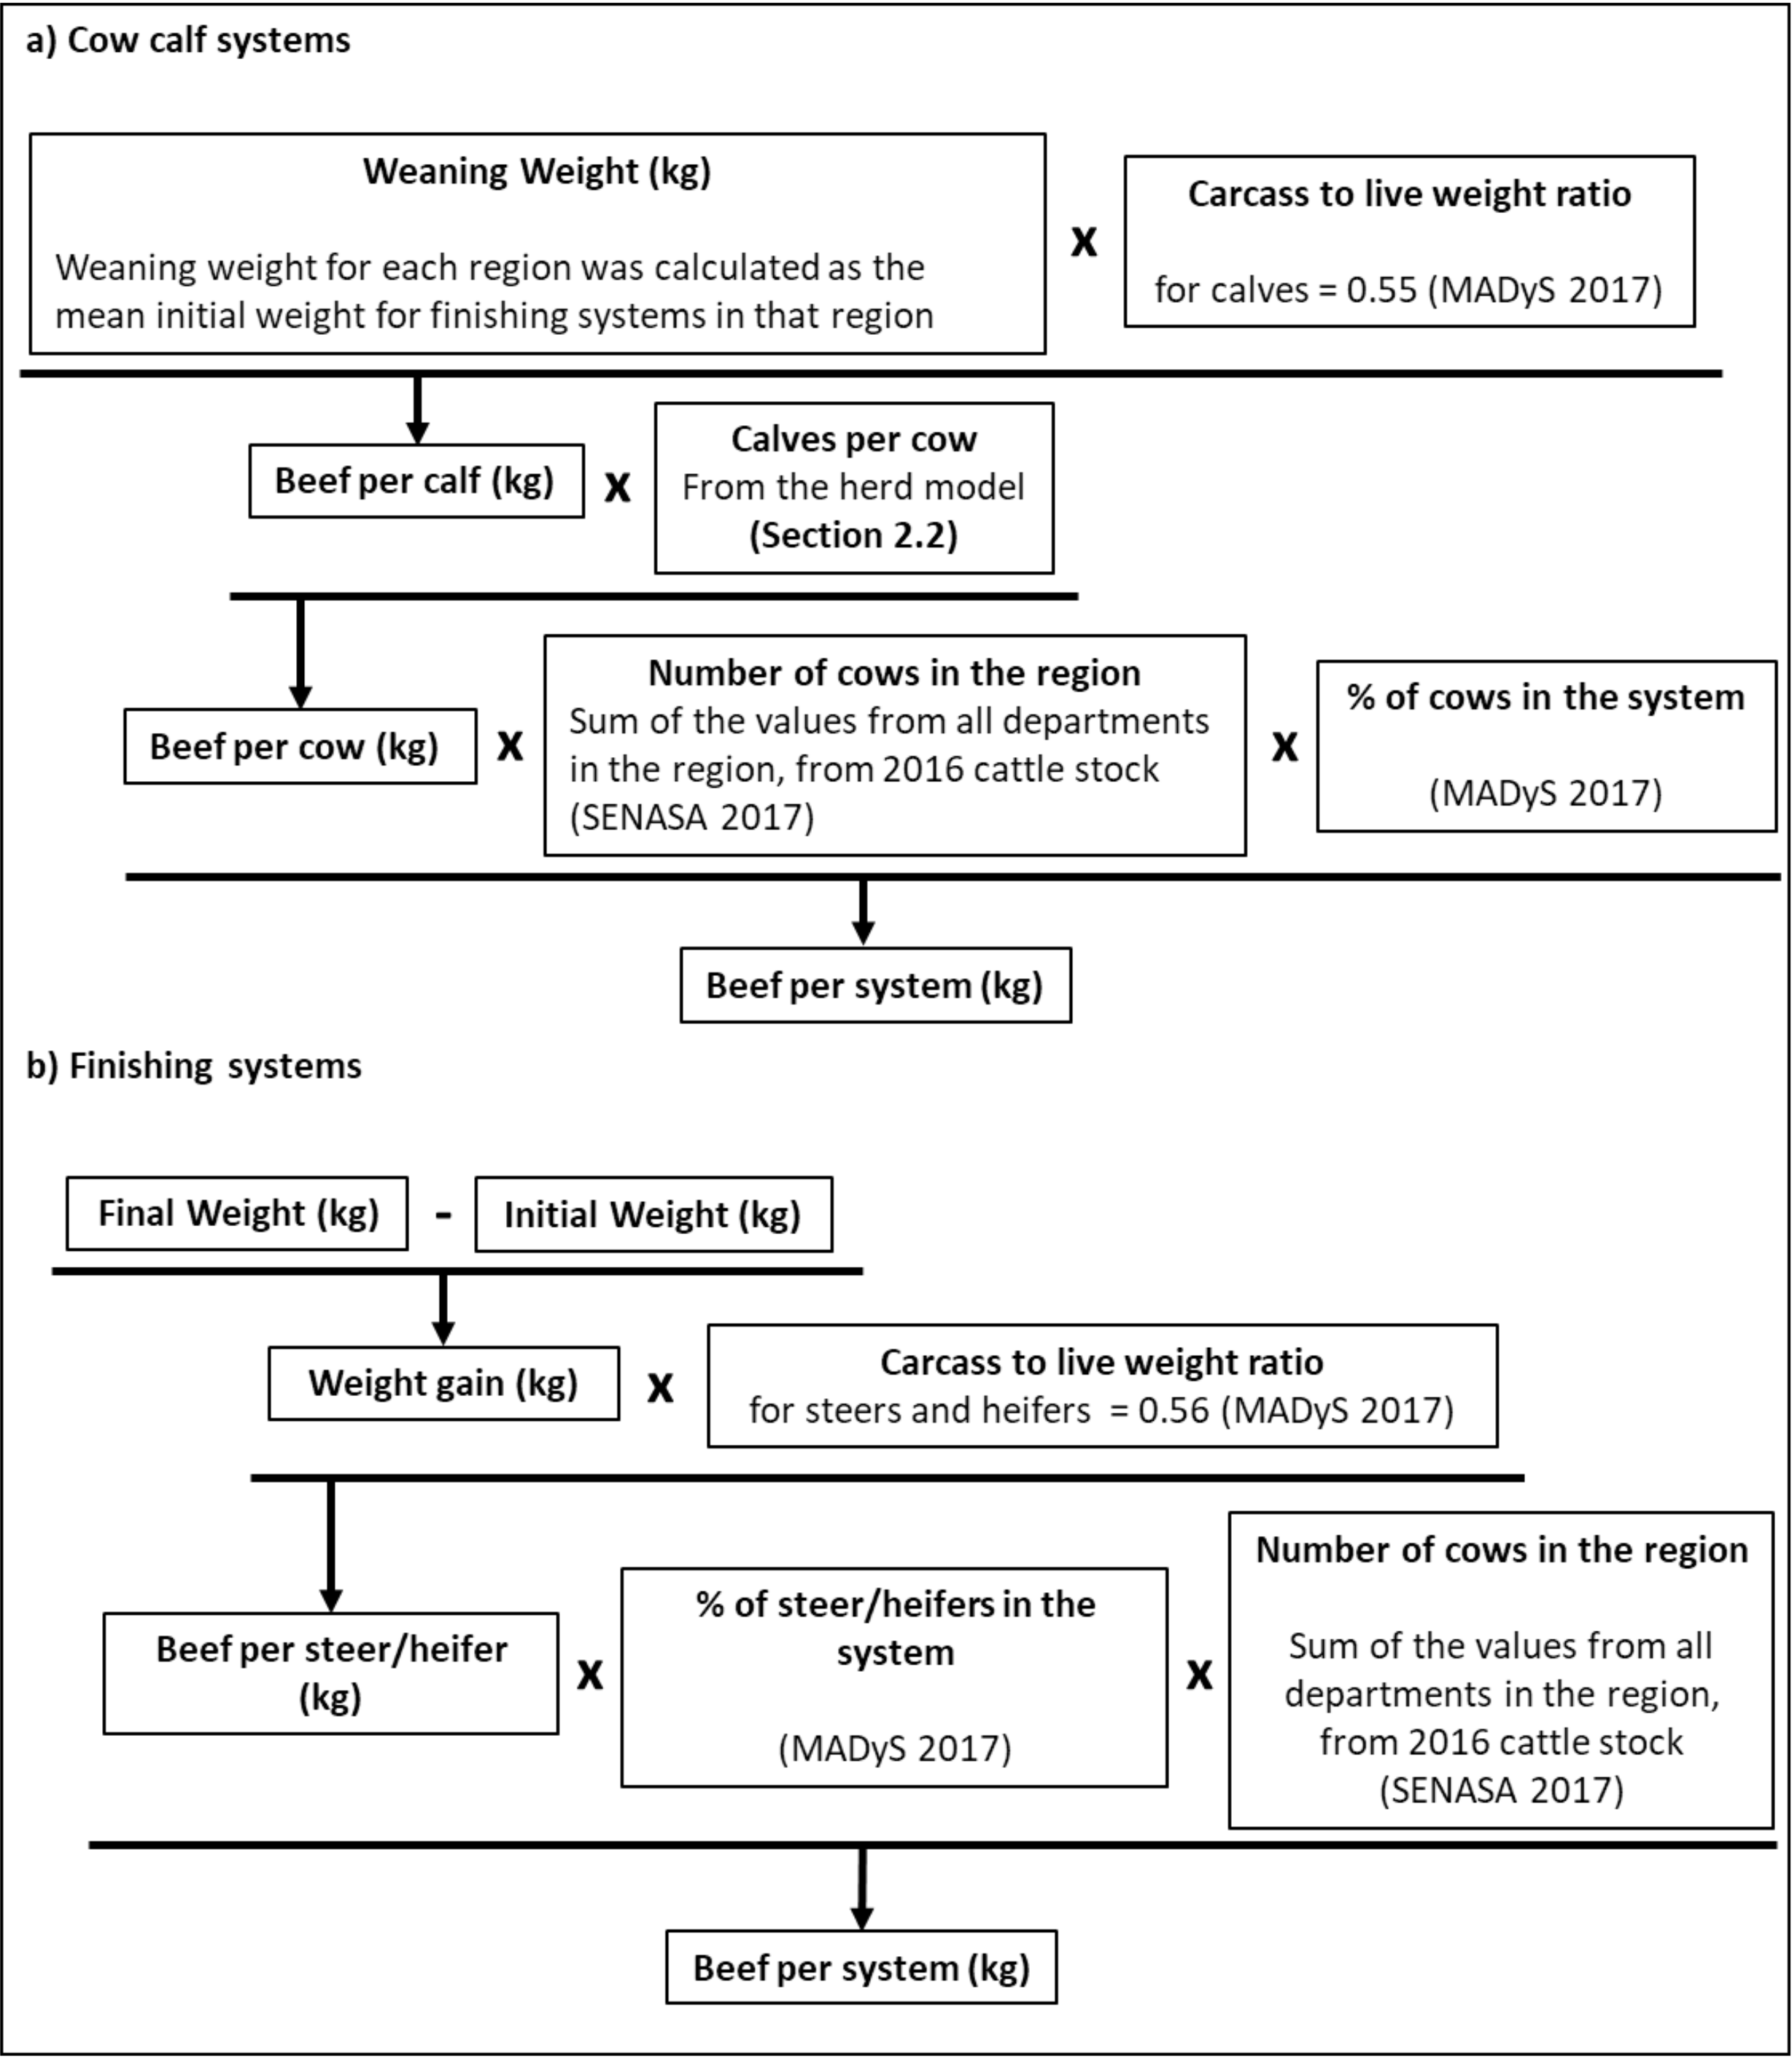 a) Cow calf systems
Weaning Weight (kg)
Weaning weight for each region was calculated as the
mean initial weight for finishing systems in that region
X
Carcass to live weight ratio
for calves = 0.55 (MADyS 2017)
Beef per calf (kg)
X
Calves per cow
From the herd model
(Section 2.2)
Beef per cow (kg)
X
Number of cows in the region
Sum of the values from all departments
in the region, from 2016 cattle stock
(SENASA 2017)
X
% of cows in the system
(MADyS 2017)
Beef per system (kg)
b) Finishing systems
Final Weight (kg)
-
Initial Weight (kg)
Weight gain (kg)
X
Carcass to live weight ratio
for steers and heifers = 0.56 (MADyS 2017)
Beef per steer/heifer
(kg)
X
% of steer/heifers in the
system
(MADyS 2017)
X
Number of cows in the region
Sum of the values from all
departments in the region,
from 2016 cattle stock
(SENASA 2017)
Beef per system (kg)